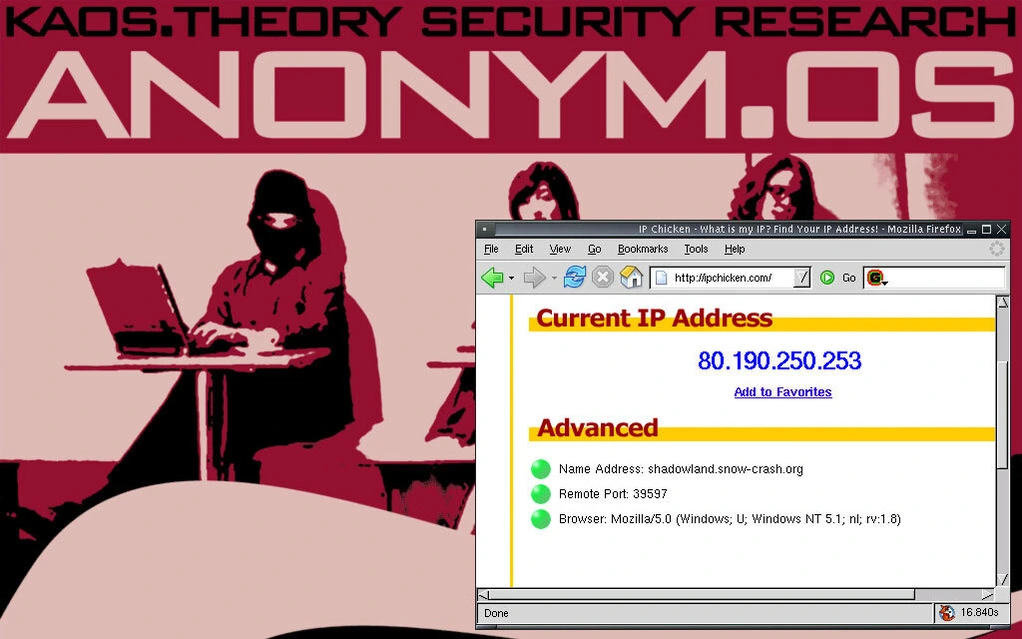 KAOS.THEORY SECURITY RESEARCH
ANONYM.OS
IP Chicken - What is my IP? Find Your IP Address! - Mozilla Firefox
File Edit View Go Bookmarks Tools Help
http://ipchicken.com/ Go G
Current IP Address
80.190.250.253
Add to Favorites
Advanced
Name Address: shadowland.snow-crash.org
Remote Port: 39597
Browser: Mozilla/5.0 (Windows; U; Windows NT 5.1; nl; rv:1.8)
Done 16.840s